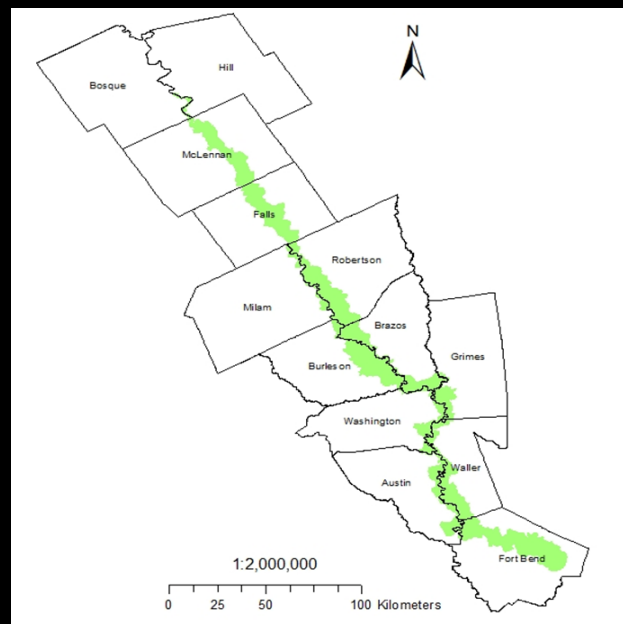 N
Hill
Bosque
McLennan
Falls
Robertson
Milam
Brazos
Grimes
Burleson
Washington
Waller
Austin
Fort Bend
1:2,000,000
0 25 50 100 Kilometers